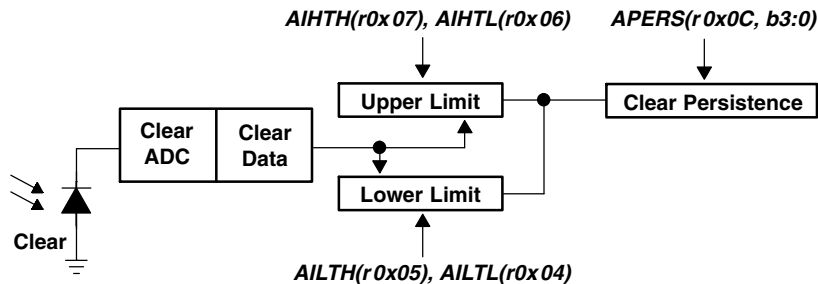 AIHTH(r0x07), AIHTL(r0x06)
APERS(r0x0C, b3:0)
Upper Limit
Clear Persistence
Clear ADC
Clear Data
Lower Limit
Clear
AILTH(r0x05), AILTL(r0x04)